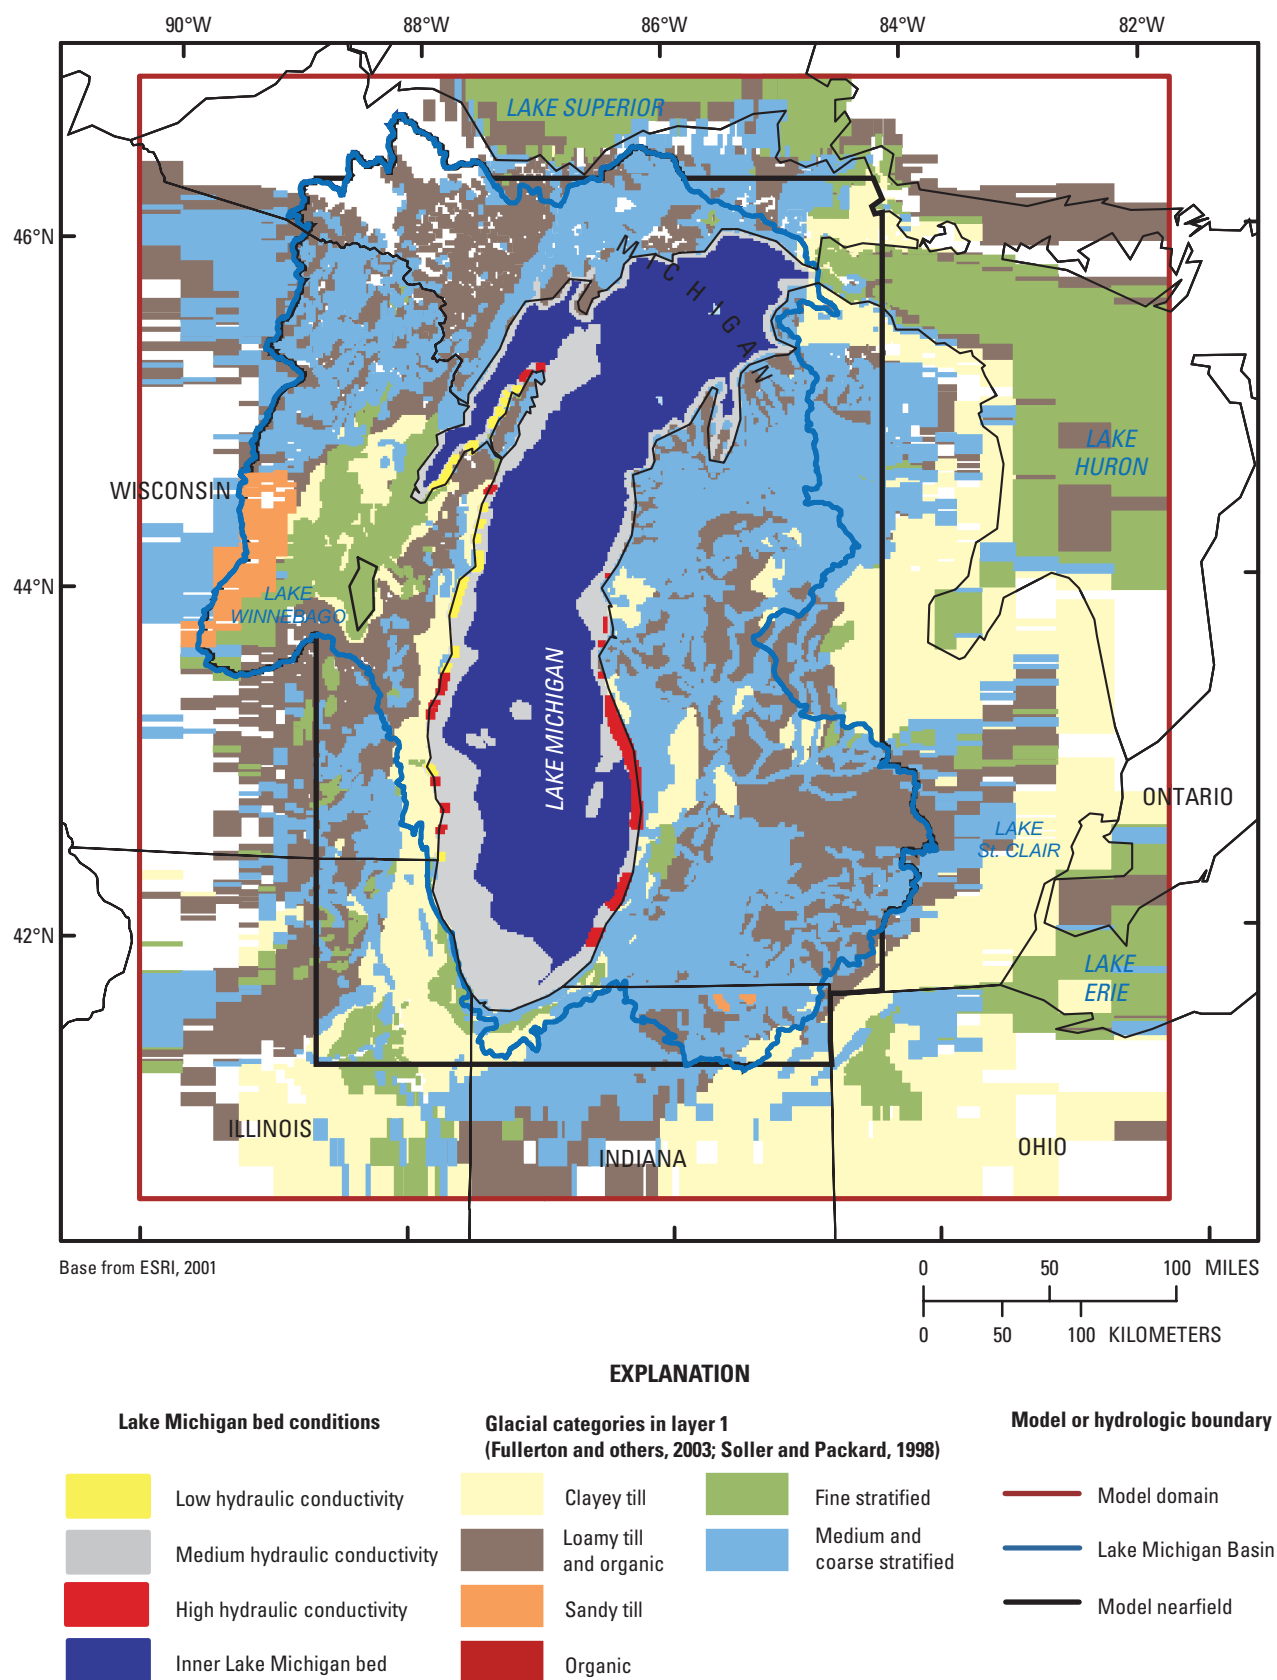 90°W 88°W 86°W 84°W 82°W
LAKE SUPERIOR
46°N
MICHIGAN
LAKE
HURON
WISCONSIN
44°N
LAKE
WINNEBAGO
LAKE MICHIGAN
ONTARIO
LAKE
St. CLAIR
42°N
LAKE
ERIE
ILLINOIS
INDIANA
OHIO
Base from ESRI, 2001
0 50 100 MILES
0 50 100 KILOMETERS
EXPLANATION
Lake Michigan bed conditions
Low hydraulic conductivity
Medium hydraulic conductivity
High hydraulic conductivity
Inner Lake Michigan bed
Glacial categories in layer 1
(Fullerton and others, 2003; Soller and Packard, 1998)
Clayey till
Loamy till
and organic
Sandy till
Organic
Fine stratified
Medium and
coarse stratified
Model or hydrologic boundary
Model domain
Lake Michigan Basin
Model nearfield